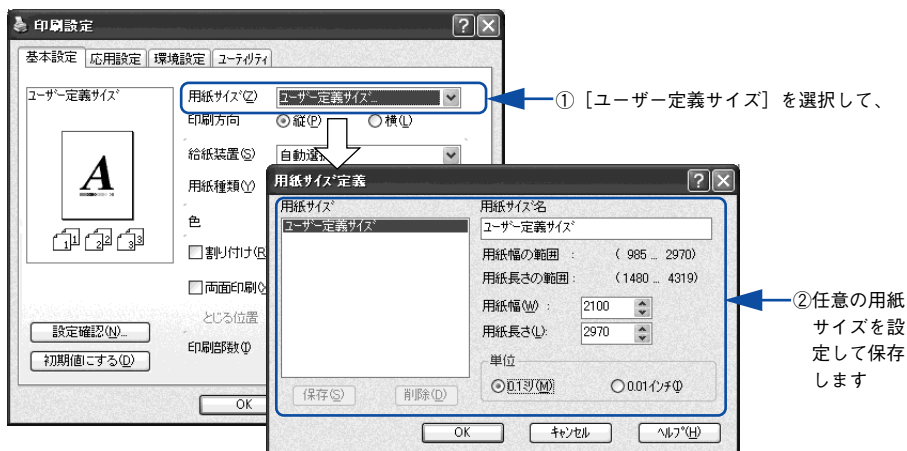 印刷設定
基本設定 応用設定 環境設定 ユーティリティ
ユーザー定義サイズ
A
1 1 2 2 3 3
設定確認(N)...
初期値にする(D)
用紙サイズ(Z) ユーザー定義サイズ...
印刷方向 縦(P) 横(L)
給紙装置(S)
用紙種類(Y)
色
割り付け(R
両面印刷
とじる位置
印刷部数(I)
OK
① [ユーザー定義サイズ] を選択して、
用紙サイズ定義
用紙サイズ
ユーザー定義サイズ
保存(S) 削除(D)
用紙サイズ名
ユーザー定義サイズ
用紙幅の範囲 : ( 985 ... 2970)
用紙長さの範囲 : (1480 ... 4319)
用紙幅(W) : 2100
用紙長さ(L): 2970
単位
0.1ミリ(M) 0.01インチ(I)
OK キャンセル ヘルプ(H)
②任意の用紙
サイズを設
定して保存
します